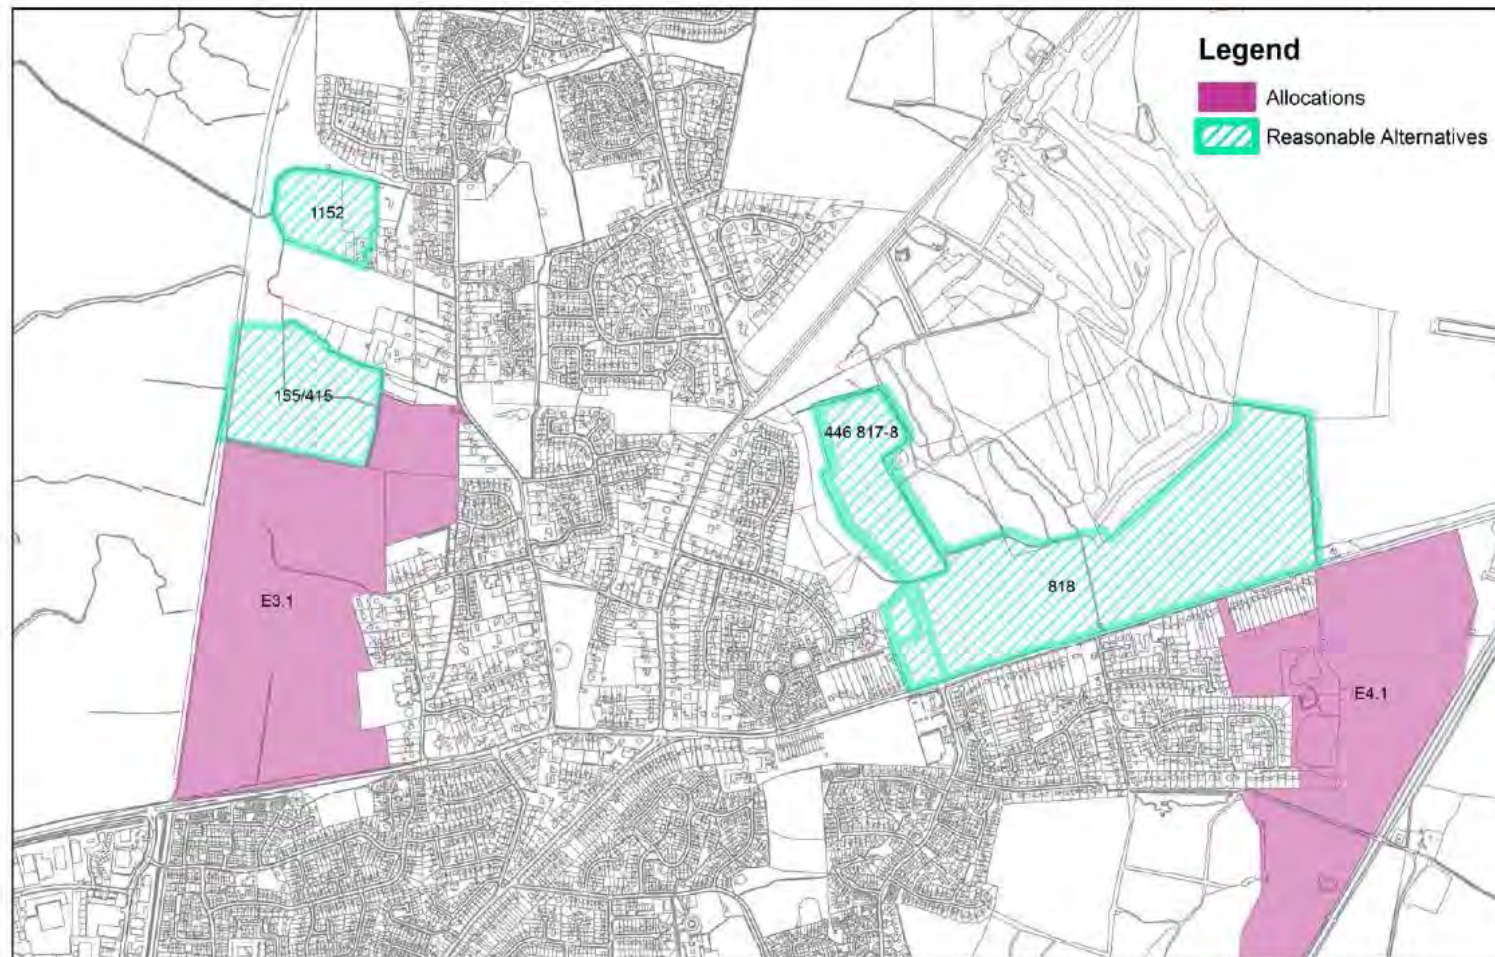 Legend
Allocations
Reasonable Alternatives
1152
155/415
446 817-8
818
E3.1
E4.1